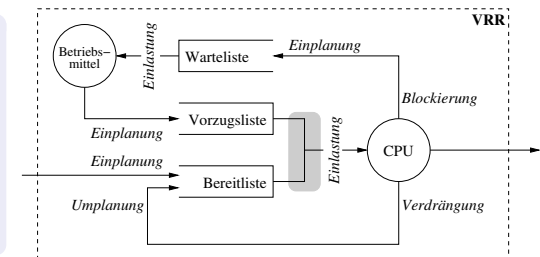 VRR
Betriebs−
mittel
Einlastung
Warteliste
Einplanung
Blockierung
Vorzugsliste
Einplanung
Einplanung
Einlastung
CPU
Bereitliste
Umplanung
Verdrängung